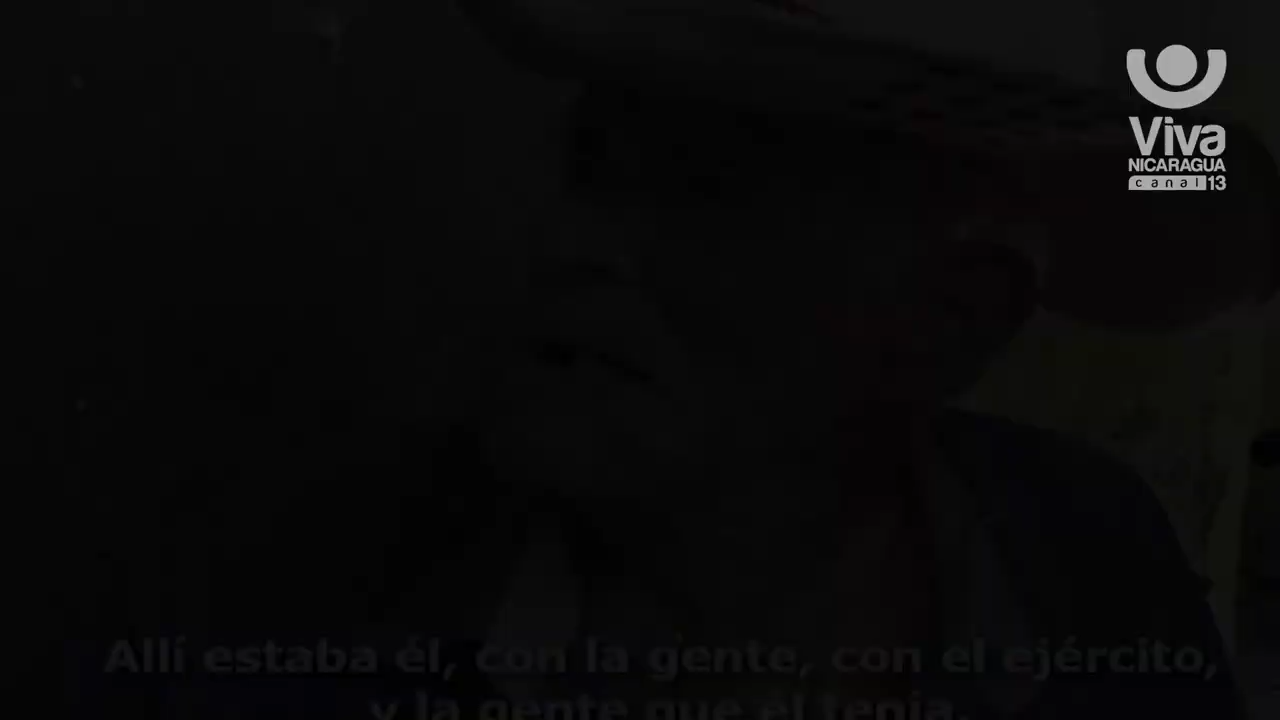 Viva
NICARAGUA
canal 13
Allí estaba él, con la gente, con el ejército,
y la gente que él tenía.